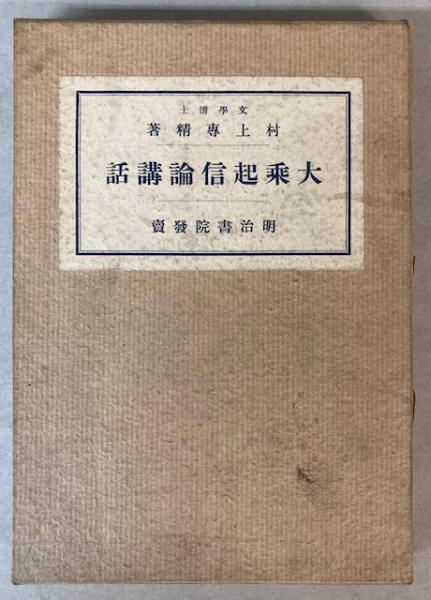 文學博士
村上專精著
大乘起信論講話
明治書院發賣